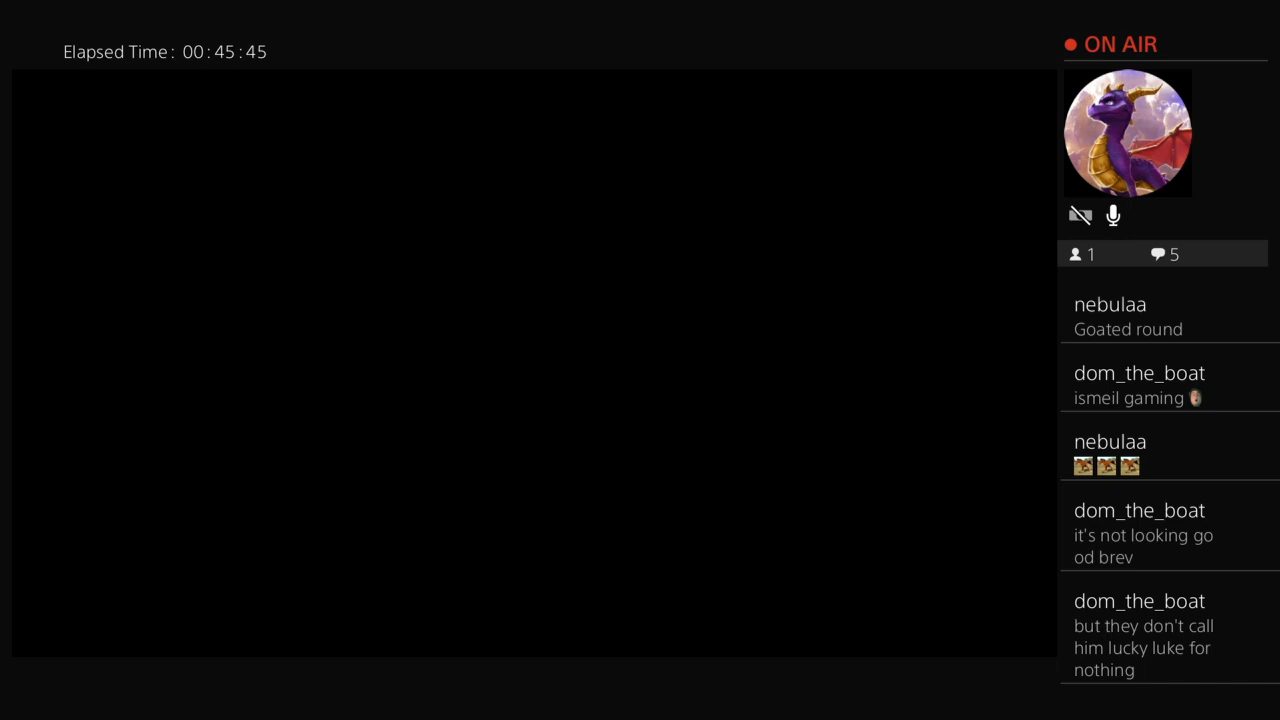 Elapsed Time: 00:45:45
ON AIR
1 5
nebulaa
Goated round
dom_the_boat
ismeil gaming
nebulaa
dom_the_boat
it's not looking go
od brev
dom_the_boat
but they don't call
him lucky luke for
nothing